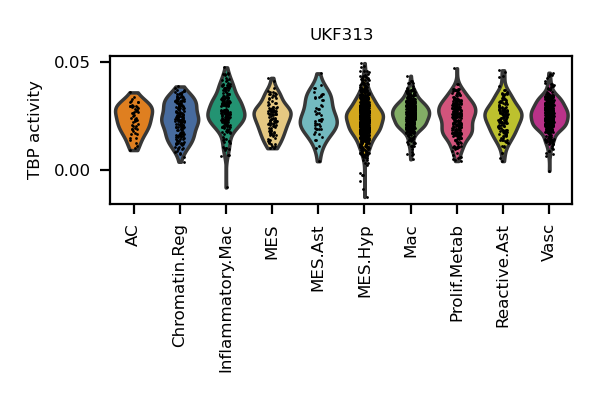 UKF313
TBP activity
0.05
0.00
AC
Chromatin.Reg
Inflammatory.Mac
MES
MES.Ast
MES.Hyp
Mac
Prolif.Metab
Reactive.Ast
Vasc